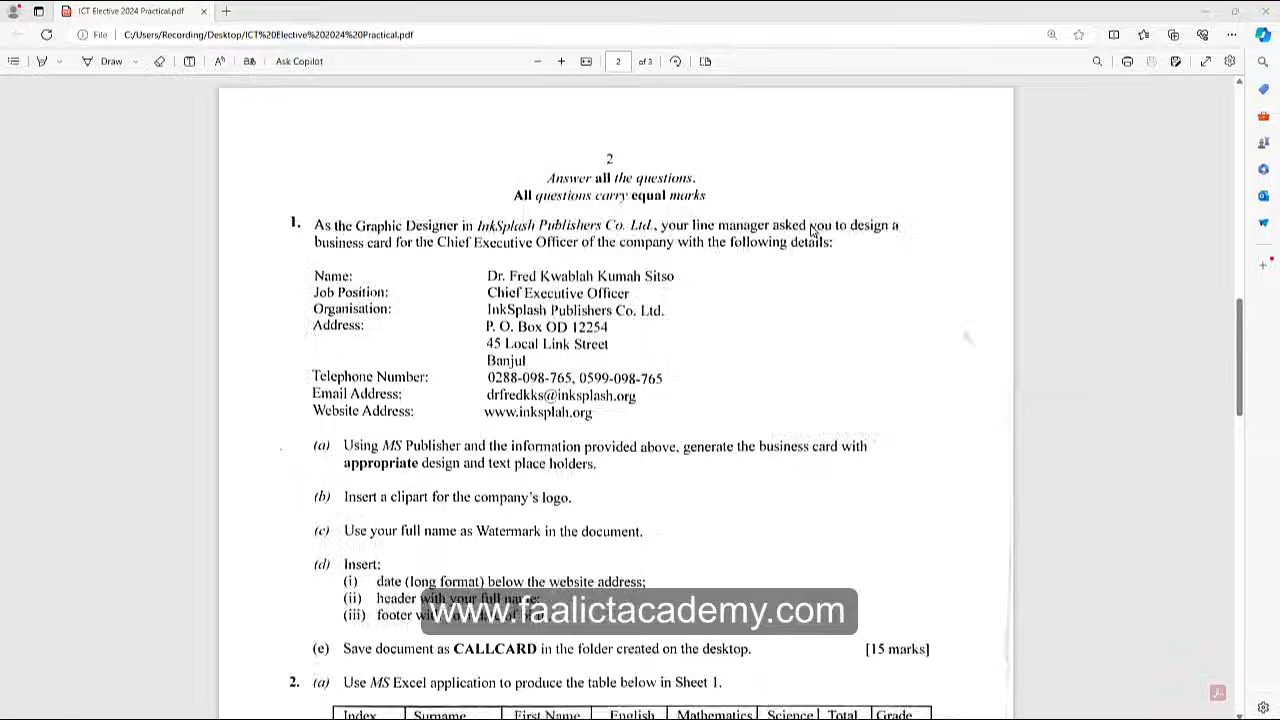 ICT Elective 2024 Practical.pdf
File
C:/Users/Recording/Desktop/ICT%20Elective%202024%20Practical.pdf
Draw
Ask Copilot
2
of 3
2
Answer all the questions.
All questions carry equal marks
1. As the Graphic Designer in InkSplash Publishers Co. Ltd., your line manager asked you to design a
business card for the Chief Executive Officer of the company with the following details:
Name: Dr. Fred Kwablah Kumah Sitso
Job Position: Chief Executive Officer
Organisation: InkSplash Publishers Co. Ltd.
Address: P. O. Box OD 12254
45 Local Link Street
Banjul
Telephone Number: 0288-098-765, 0599-098-765
Email Address: drfredkks@inksplash.org
Website Address: www.inksplah.org
(a) Using MS Publisher and the information provided above, generate the business card with
appropriate design and text place holders.
(b) Insert a clipart for the company's logo.
(c) Use your full name as Watermark in the document.
(d) Insert:
(i) date (long format) below the website address;
(ii) header with your full name;
(iii) footer
www.faalictacademy.com
(e) Save document as CALLCARD in the folder created on the desktop. [15 marks]
2. (a) Use MS Excel application to produce the table below in Sheet 1.
Index Surname First Name English Mathematics Science Total Grade